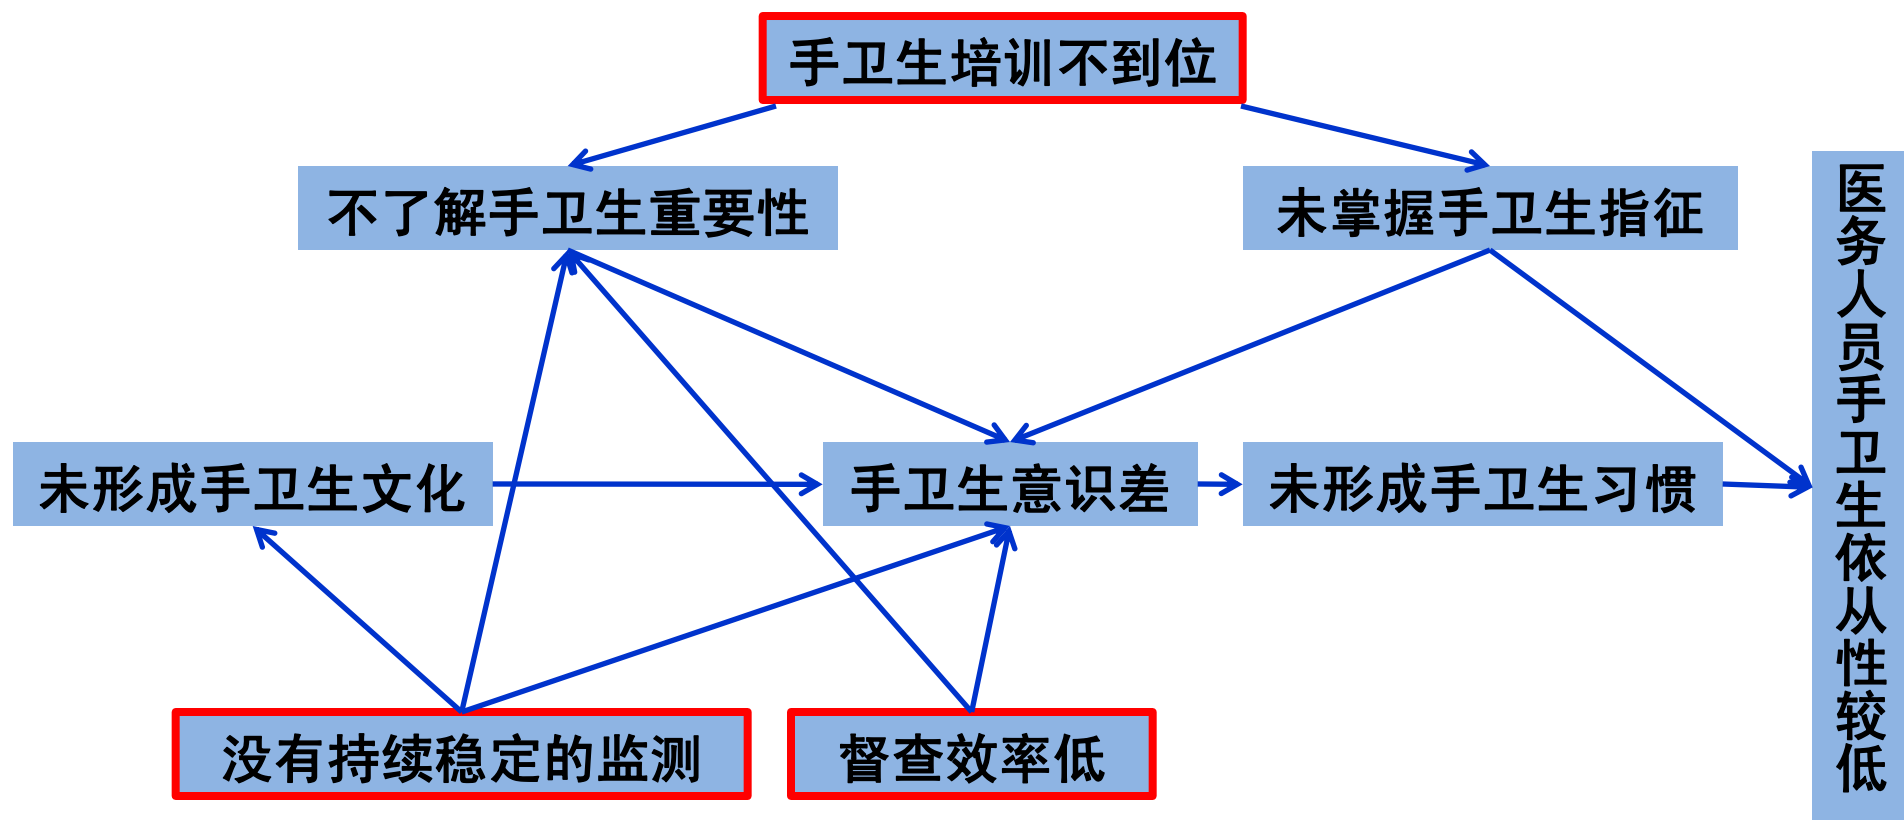 手卫生培训不到位
不了解手卫生重要性
未掌握手卫生指征
医务人员手卫生依从性较低
未形成手卫生文化
手卫生意识差
未形成手卫生习惯
没有持续稳定的监测
督查效率低